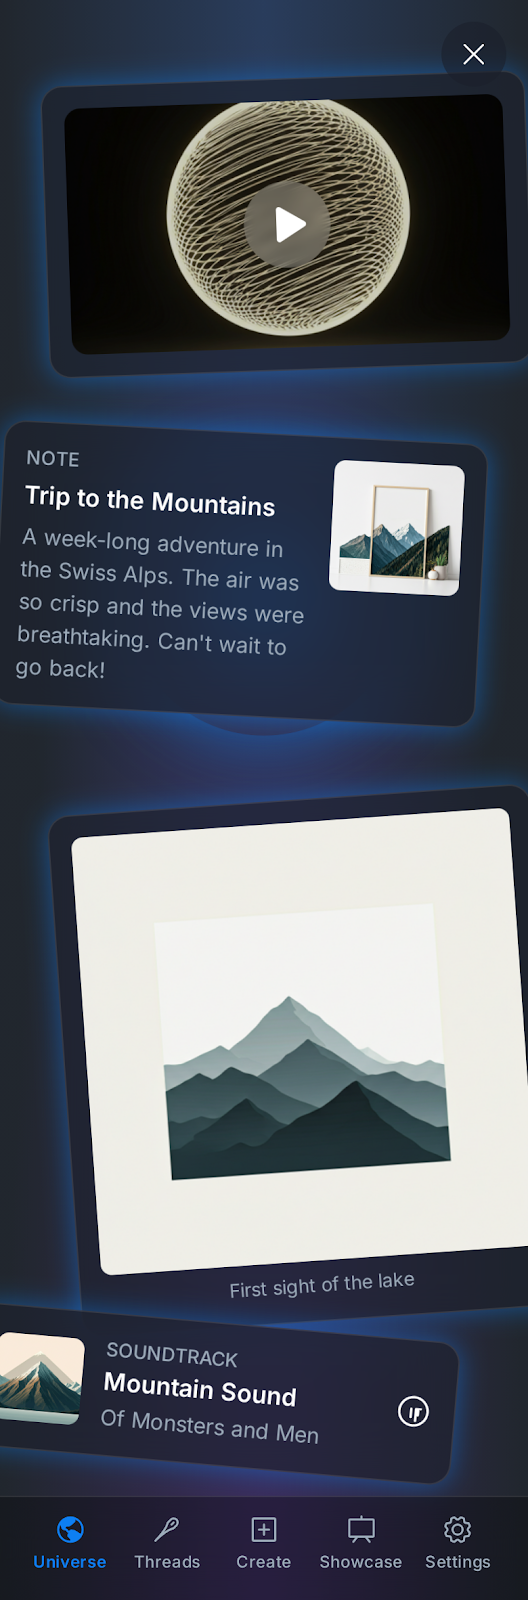 NOTE
Trip to the Mountains
A week-long adventure in
the Swiss Alps. The air was
so crisp and the views were
breathtaking. Can't wait to
go back!
First sight of the lake
SOUNDTRACK
Mountain Sound
Of Monsters and Men
Universe
Threads
Create
Showcase
Settings